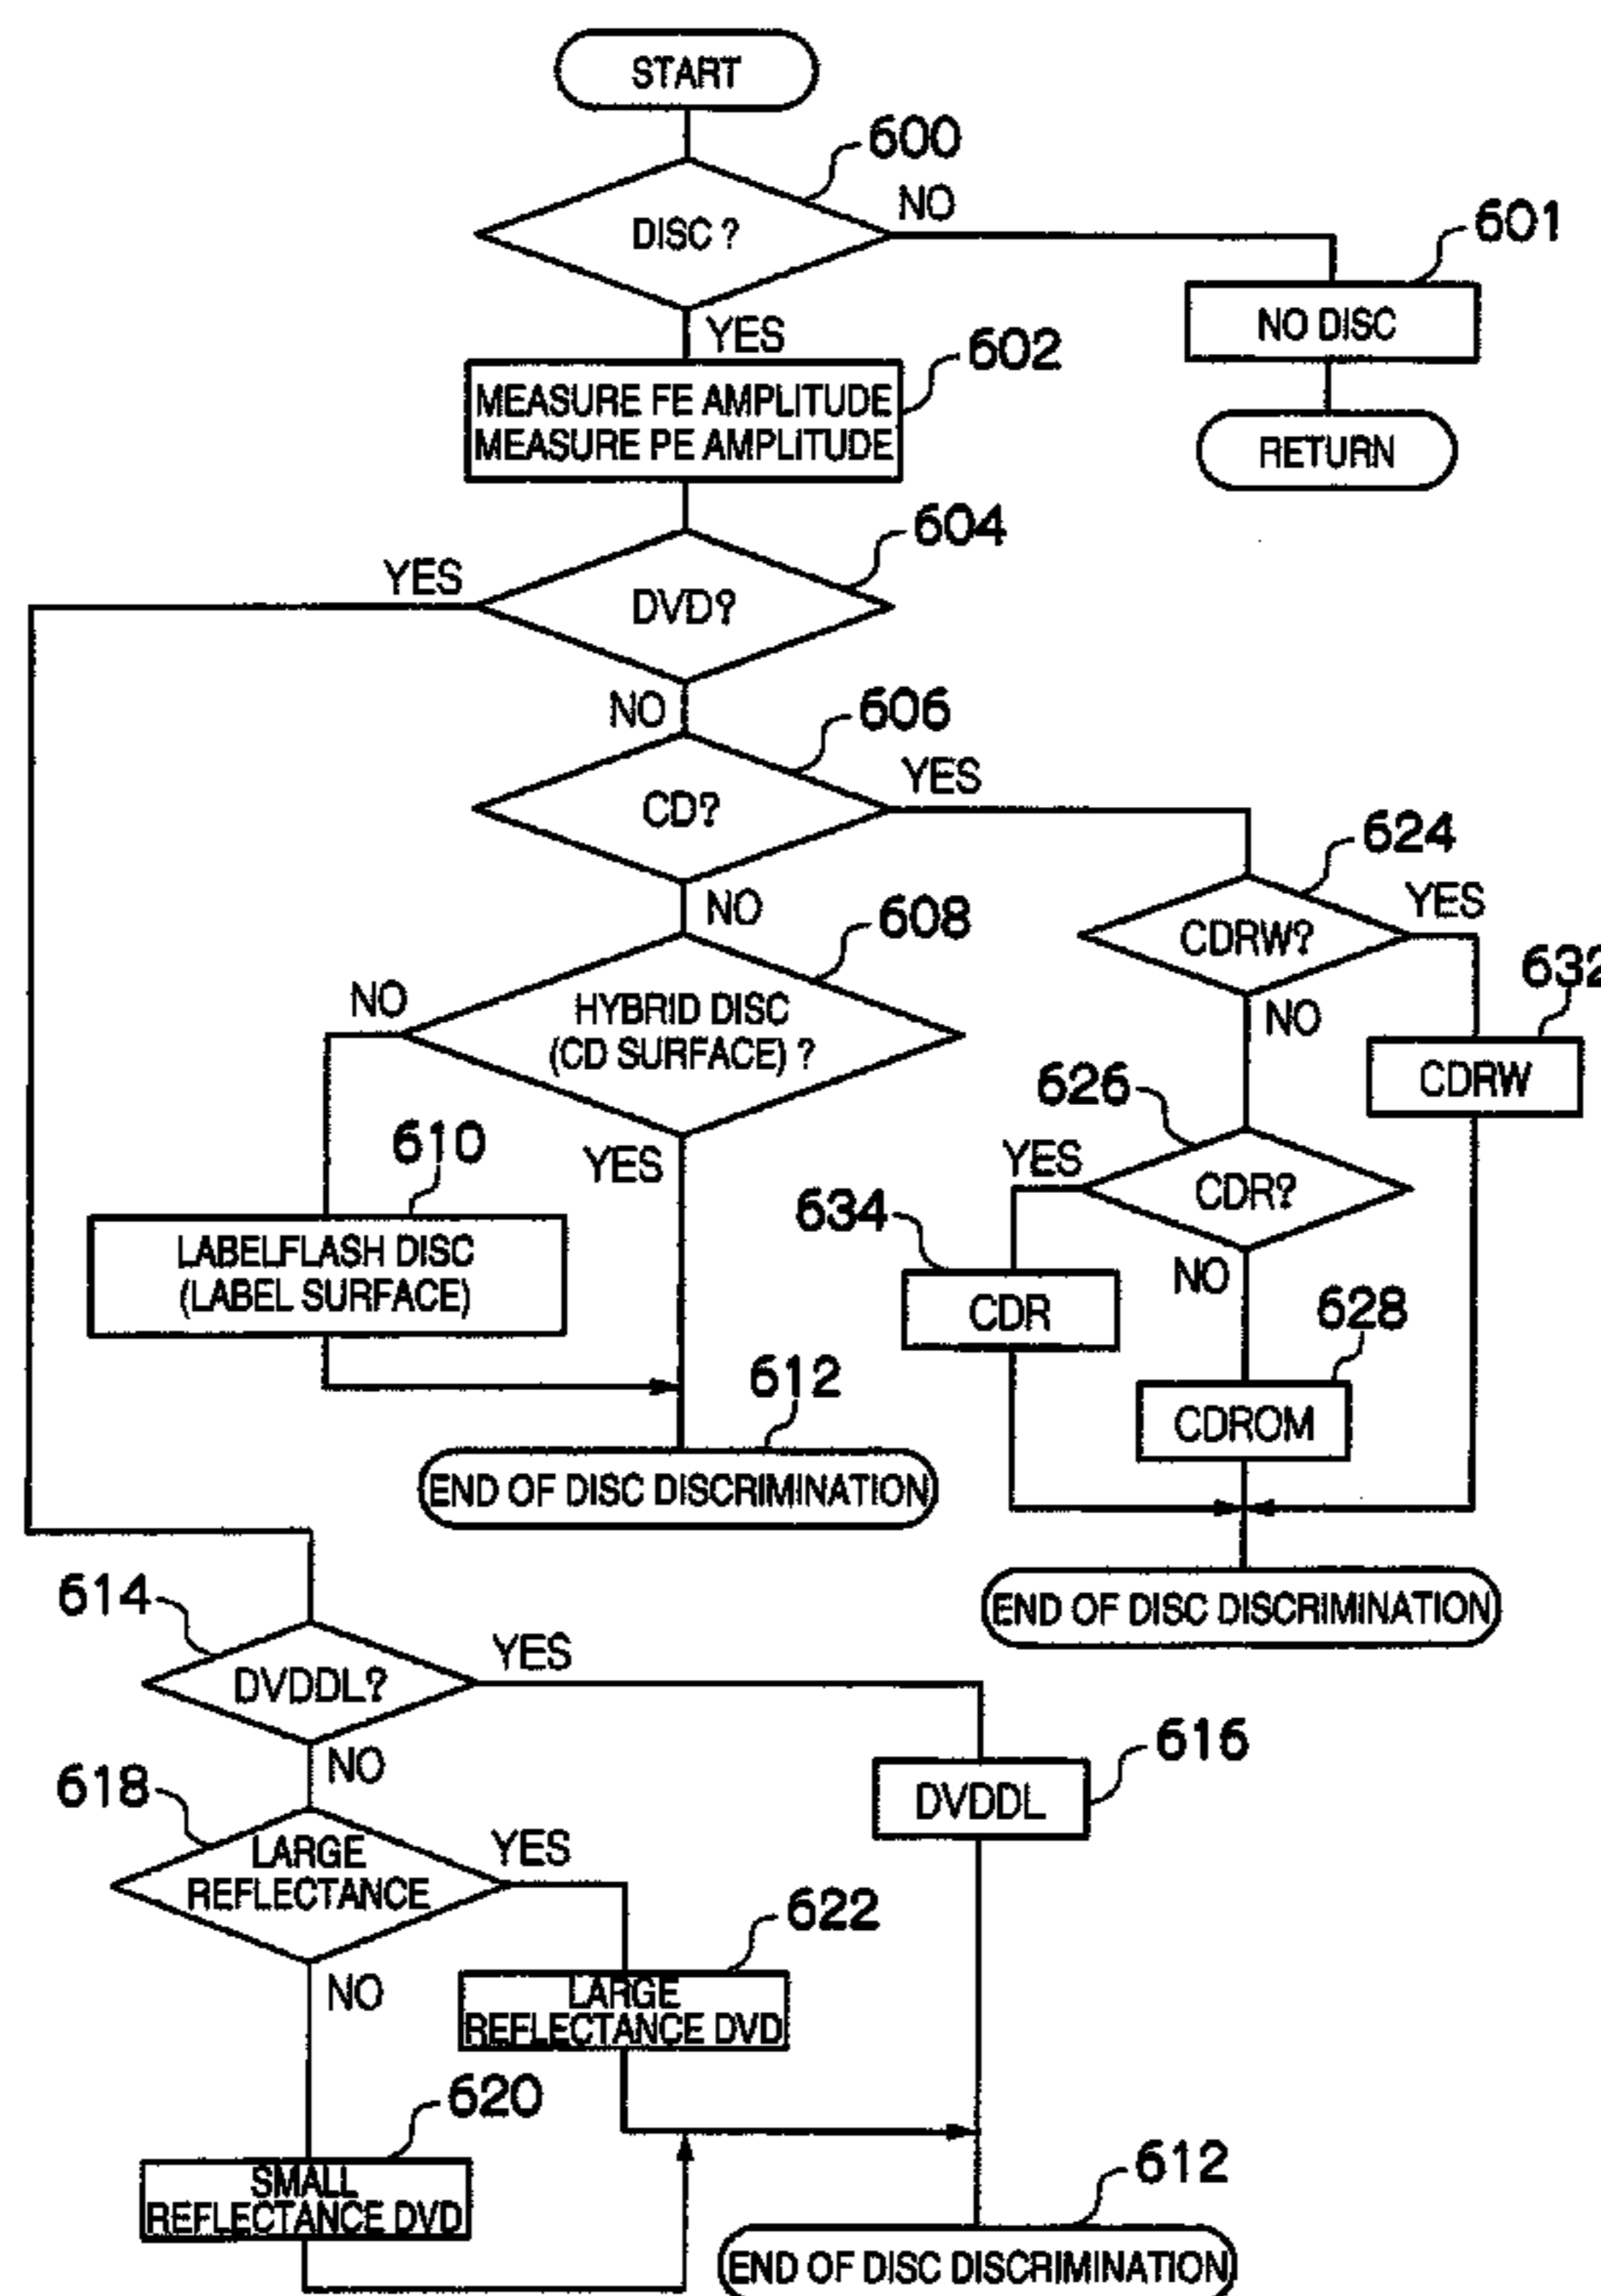 START
600
DISC ?
NO
601
NO DISC
YES
602
MEASURE FE AMPLITUDE
MEASURE PE AMPLITUDE
RETURN
604
YES
DVD?
NO
606
YES
CD?
624
NO
608
CDRW?
YES
632
NO
HYBRID DISC
(CD SURFACE) ?
NO
CDRW
626
YES
CDR?
610
YES
634
NO
LABELFLASH DISC
(LABEL SURFACE)
CDR
628
612
CDROM
END OF DISC DISCRIMINATION
614
END OF DISC DISCRIMINATION
DVDDL?
YES
616
NO
618
DVDDL
LARGE
REFLECTANCE
YES
622
NO
LARGE
REFLECTANCE DVD
620
SMALL
REFLECTANCE DVD
612
END OF DISC DISCRIMINATION